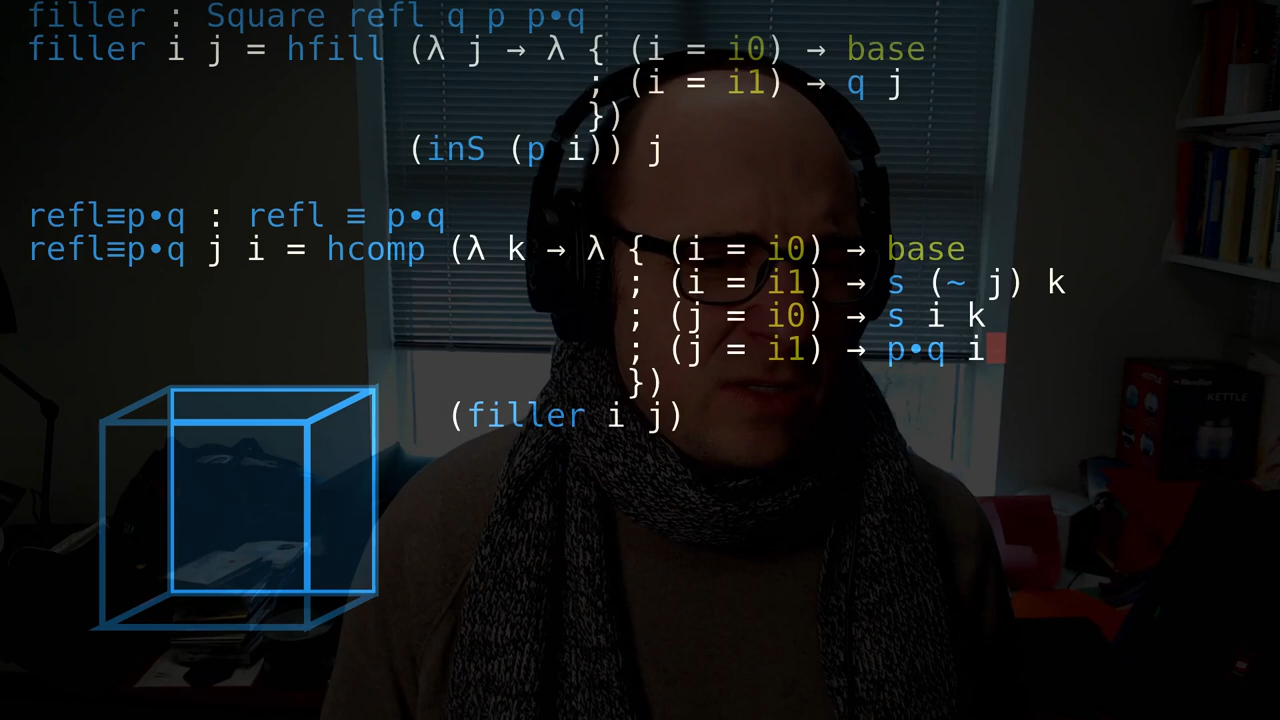 filler : Square refl q p p•q
filler i j = hfill (λ j → λ { (i = i0) → base
; (i = i1) → q j
})
(inS (p i)) j
refl≡p•q : refl ≡ p•q
refl≡p•q j i = hcomp (λ k → λ { (i = i0) → base
; (i = i1) → s (~ j) k
; (j = i0) → s i k
; (j = i1) → p•q i
})
(filler i j)
KETTLE